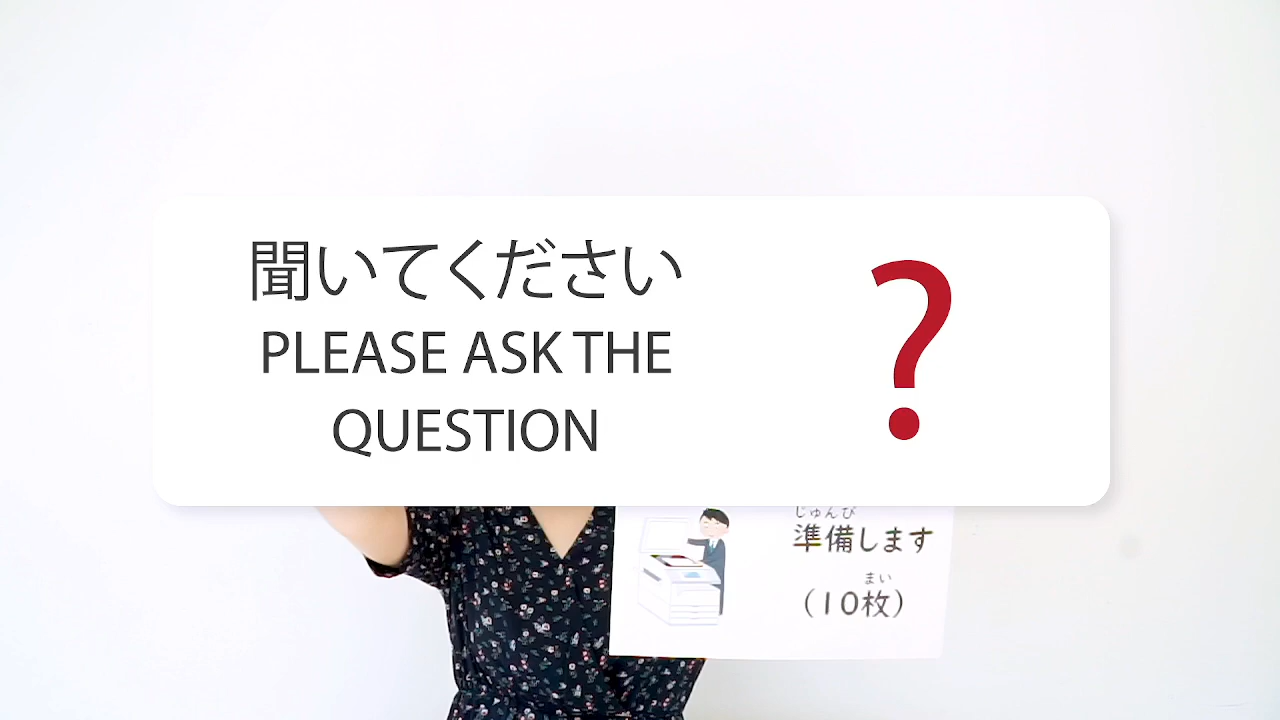 聞いてください
PLEASE ASK THE
QUESTION
?
じゅんび
準備します
まい
(10枚)